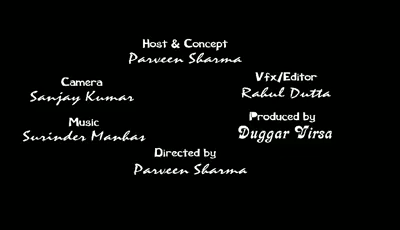 Host & Concept
Parveen Sharma
Camera
Sanjay Kumar
Vfx/Editor
Rahul Dutta
Music
Surinder Manhas
Produced by
Duggar Virsa
Directed by
Parveen Sharma